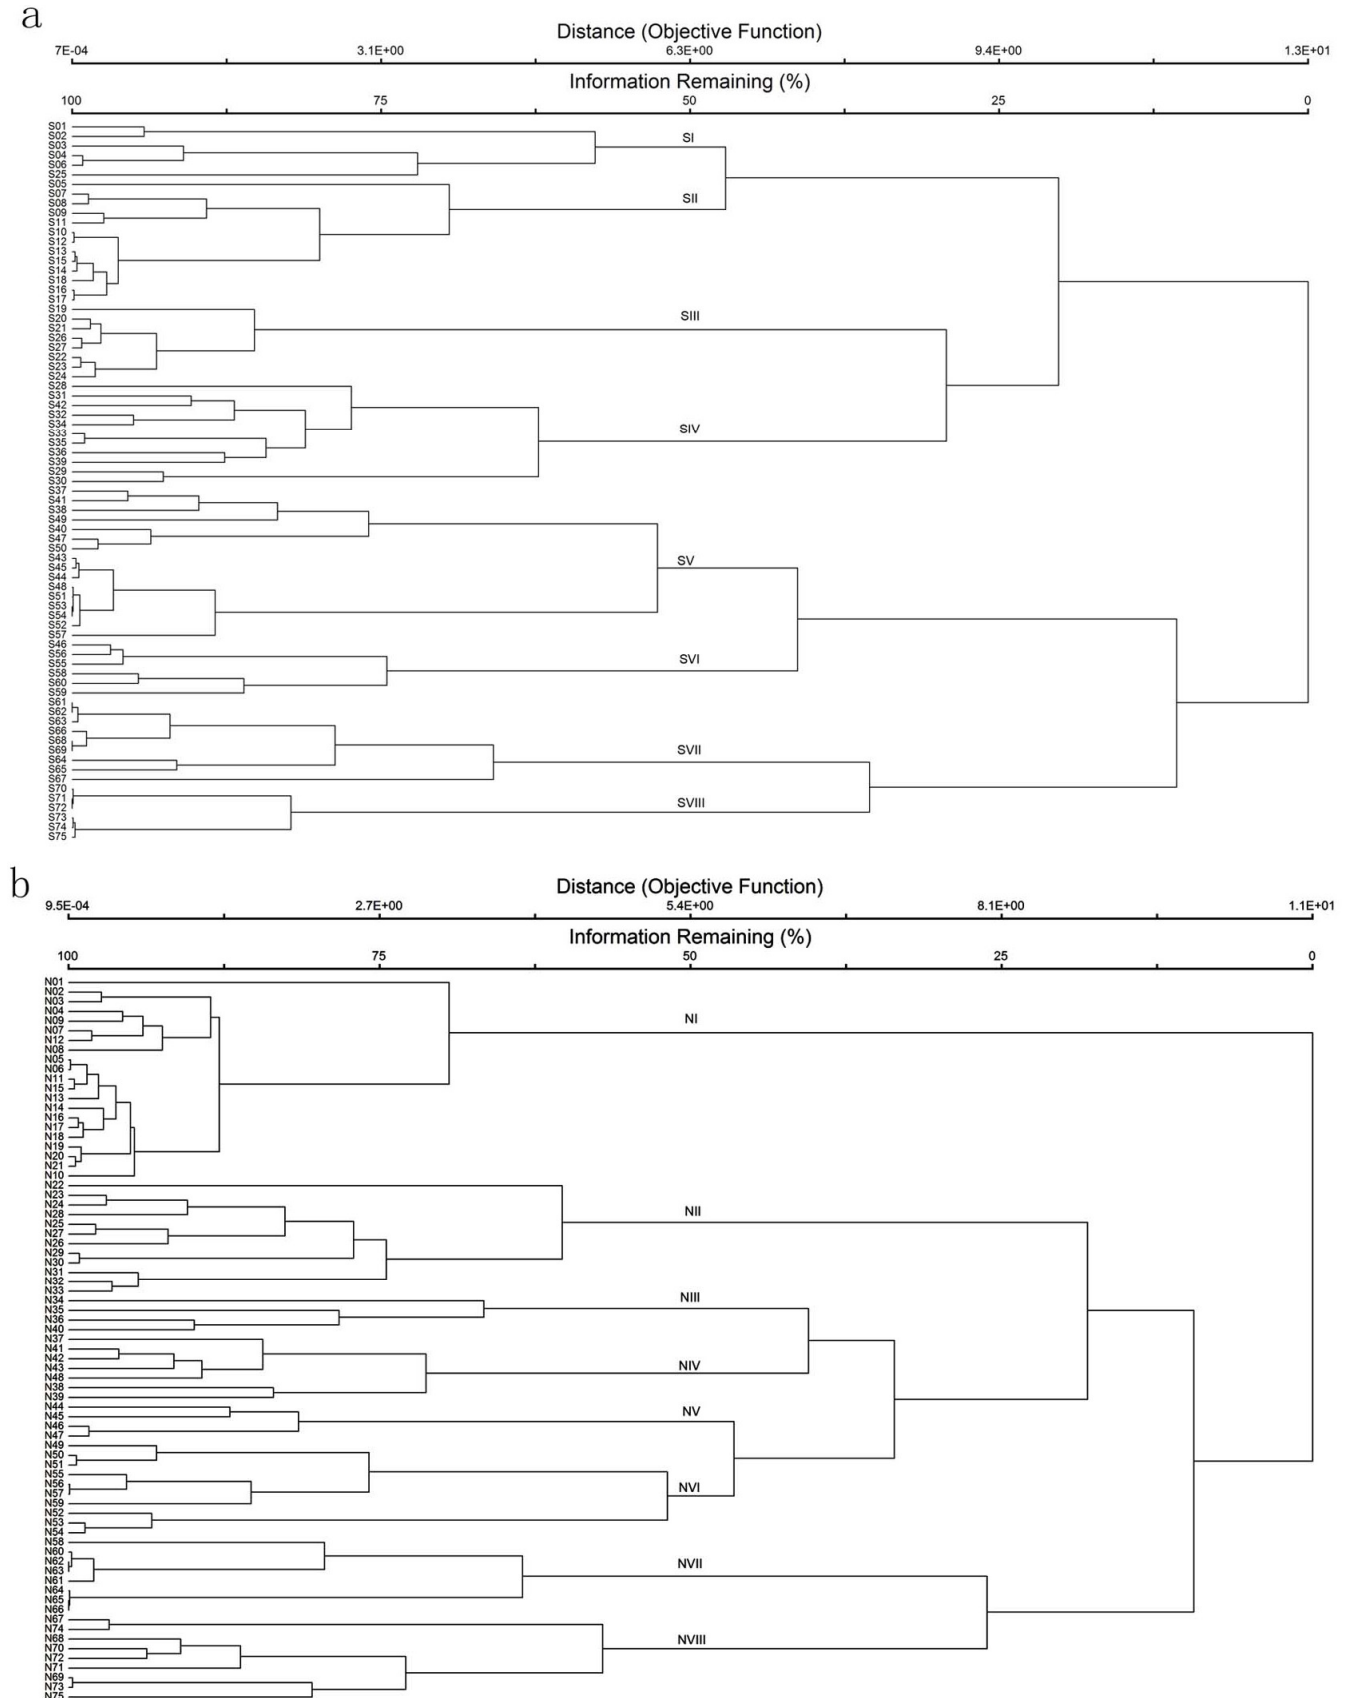 a
Distance (Objective Function)
7E-04 3.1E+00 6.3E+00 9.4E+00 1.3E+01
Information Remaining (%)
100 75 50 25 0
S01
S02
SI
S03
S04
S06
S25
S05
S07
SII
S08
S09
S11
S10
S12
S13
S15
S14
S18
S16
S17
S19
SIII
S20
S21
S26
S27
S22
S23
S24
S28
S31
S42
S32
S34
SIV
S33
S35
S36
S39
S29
S30
S37
S41
S38
S49
S40
S47
S50
S43
SV
S45
S44
S48
S51
S53
S54
S52
S57
S46
S56
SVI
S55
S58
S60
S59
S61
S62
S63
S66
S68
SVII
S69
S64
S65
S67
S70
S71
SVIII
S72
S73
S74
S75
b
Distance (Objective Function)
9.5E-04 2.7E+00 5.4E+00 8.1E+00 1.1E+01
Information Remaining (%)
100 75 50 25 0
N01
N02
N03
N04
NI
N09
N07
N12
N08
N05
N06
N11
N15
N13
N14
N16
N17
N18
N19
N20
N21
N10
N22
N23
N24
NII
N28
N25
N27
N26
N29
N30
N31
N32
N33
NIII
N34
N35
N36
N40
N37
N41
N42
NIV
N43
N48
N38
N39
N44
NV
N45
N46
N47
N49
N50
N51
N55
NVI
N56
N57
N59
N52
N53
N54
N58
N60
NVII
N62
N63
N61
N64
N65
N66
N67
N74
NVIII
N68
N70
N72
N71
N69
N73
N75